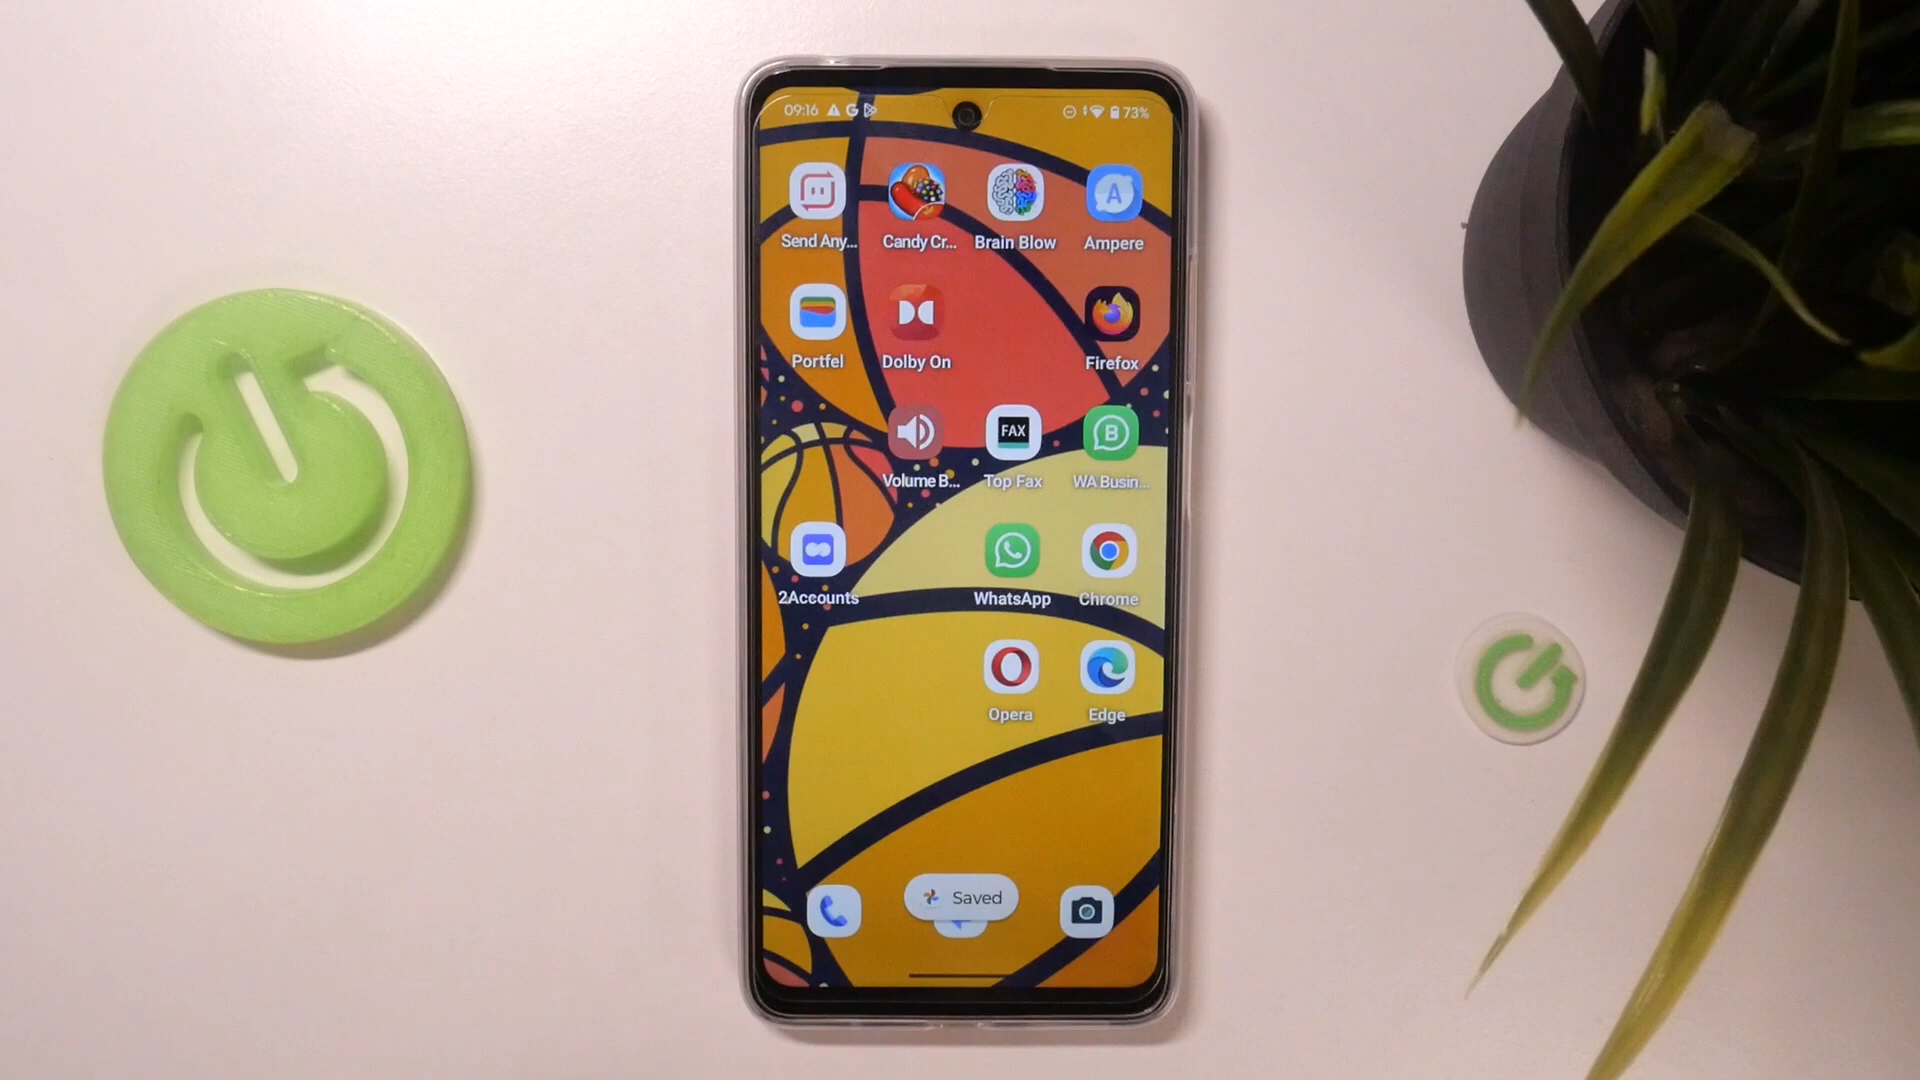 09:16 73%
Send Any... Candy Cr... Brain Blow Ampere
Portfel Dolby On Firefox
FAX
Volume B... Top Fax WA Busin...
2Accounts WhatsApp Chrome
Opera Edge
Saved